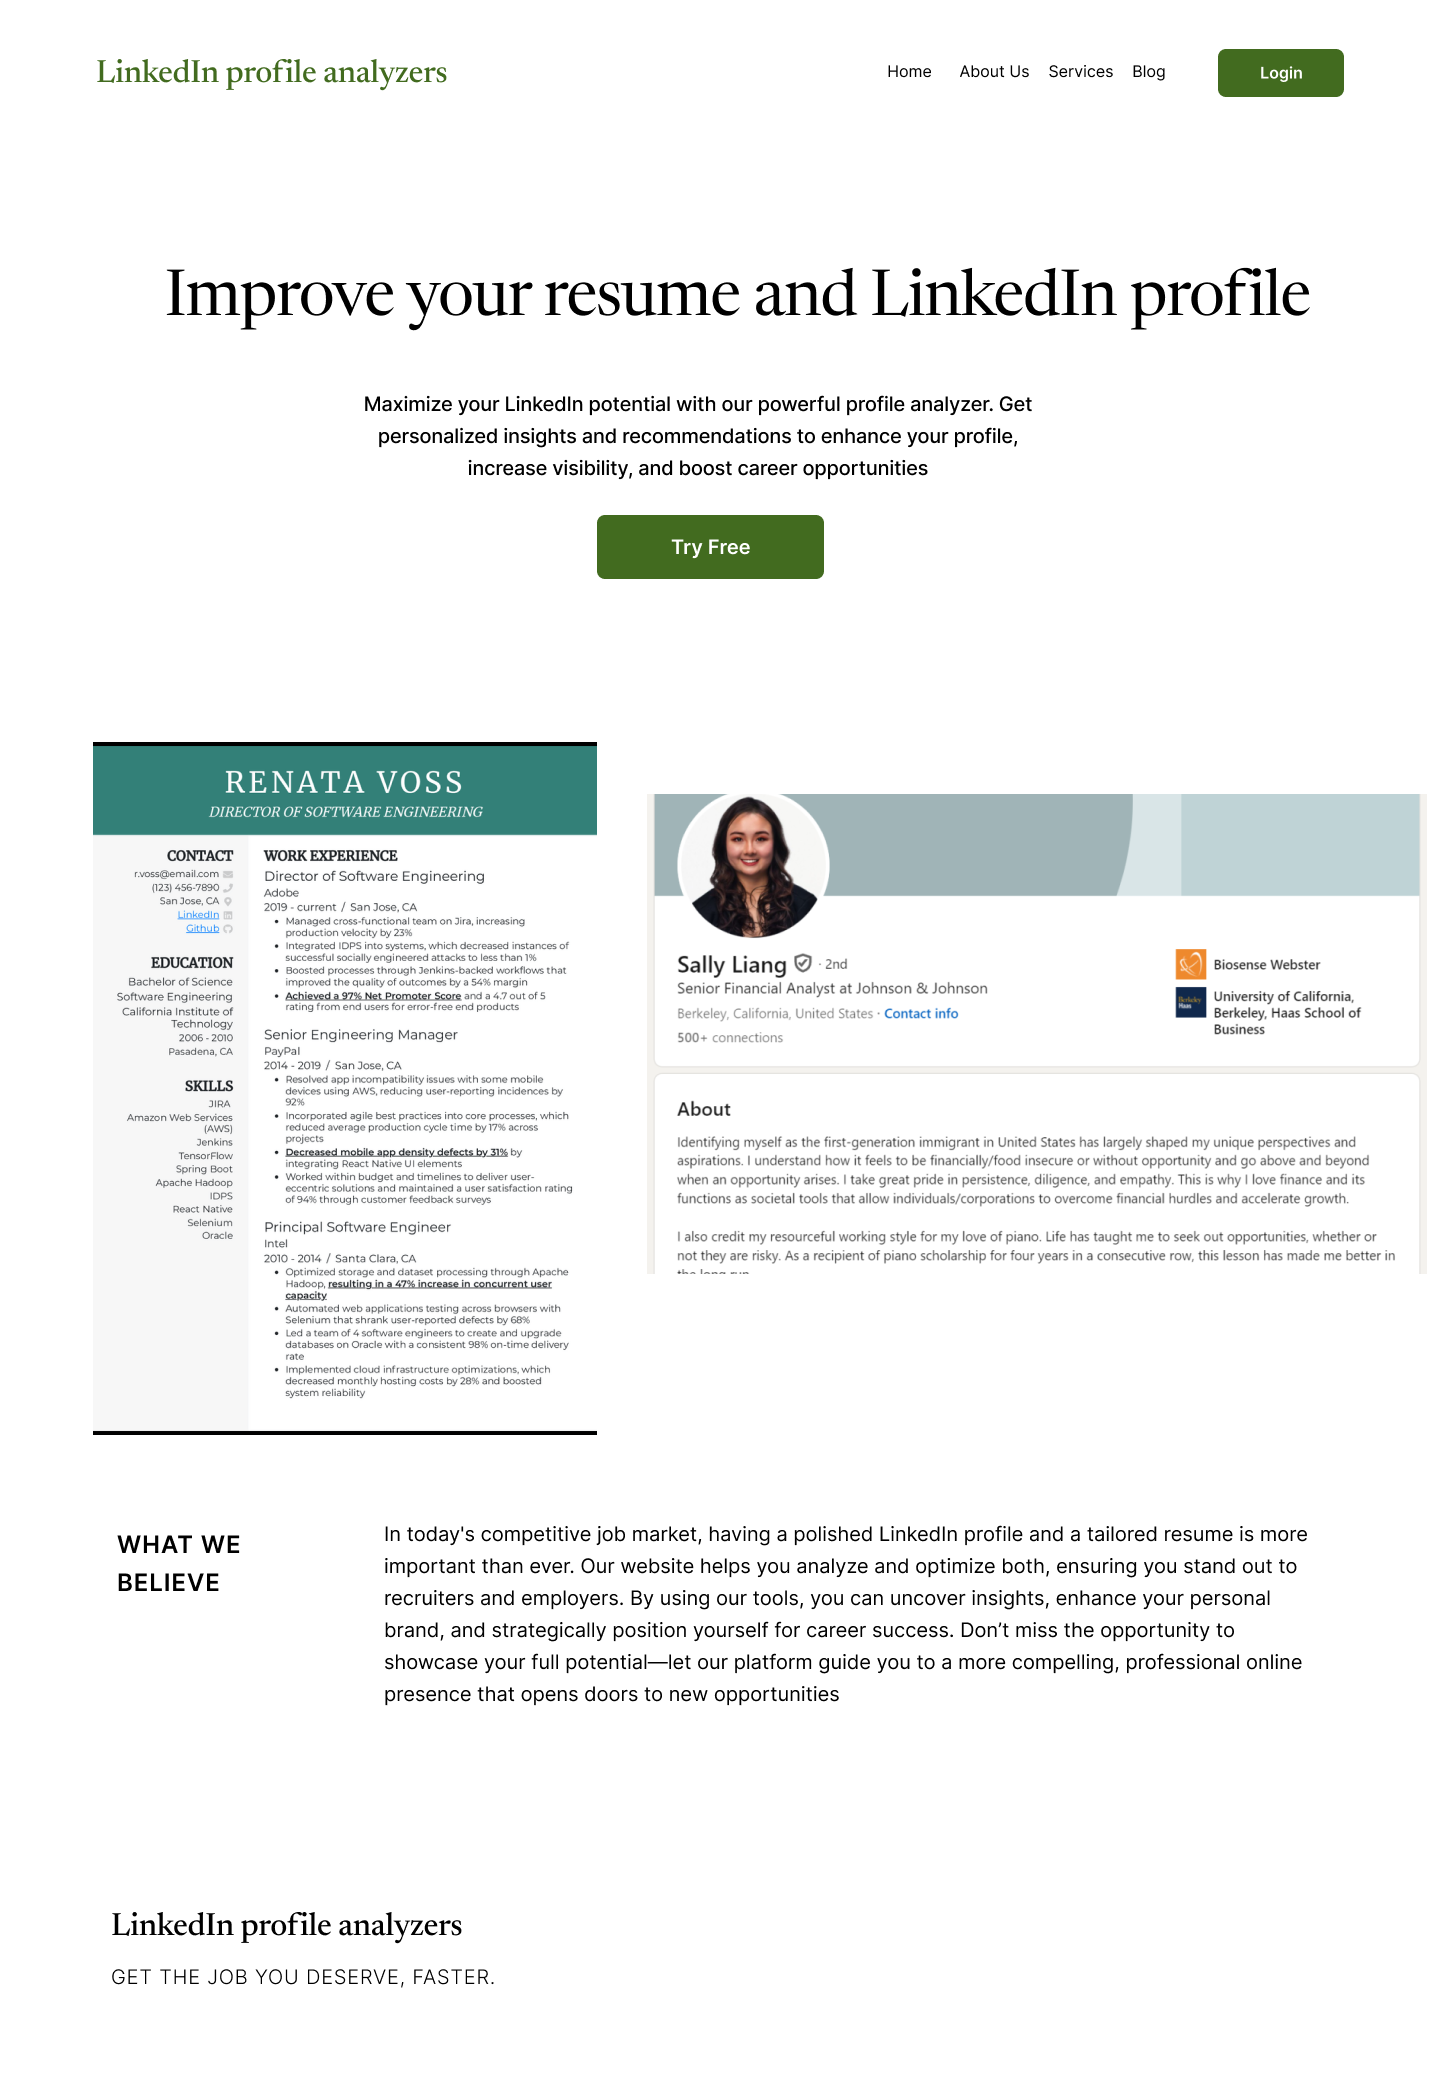 LinkedIn profile analyzers
Home About Us Services Blog
Login
Improve your resume and LinkedIn profile
Maximize your LinkedIn potential with our powerful profile analyzer. Get
personalized insights and recommendations to enhance your profile,
increase visibility, and boost career opportunities
Try Free
RENATA VOSS
DIRECTOR OF SOFTWARE ENGINEERING
CONTACT
r.voss@email.com
(123) 456-7890
San Jose, CA
LinkedIn
Github
EDUCATION
Bachelor of Science
Software Engineering
California Institute of
Technology
2006 - 2010
Pasadena, CA
SKILLS
JIRA
Amazon Web Services
(AWS)
Jenkins
TensorFlow
Spring Boot
Apache Hadoop
IDPS
React Native
Selenium
Oracle
WORK EXPERIENCE
Director of Software Engineering
Adobe
2019 - current / San Jose, CA
• Managed cross-functional team on Jira, increasing
production velocity by 23%
• Integrated IDPS into systems, which decreased instances of
successful socially engineered attacks to less than 1%
• Boosted processes through Jenkins-backed workflows that
improved the quality of outcomes by a 54% margin
• Achieved a 97% Net Promoter Score and a 4.7 out of 5
rating from end users for error-free end products
Senior Engineering Manager
PayPal
2014 - 2019 / San Jose, CA
• Resolved app incompatibility issues with some mobile
devices using AWS, reducing user-reporting incidences by
92%
• Incorporated agile best practices into core processes, which
reduced average production cycle time by 17% across
projects
• Decreased mobile app density defects by 31% by
integrating React Native UI elements
• Worked within budget and timelines to deliver user-
eccentric solutions and maintained a user satisfaction rating
of 94% through customer feedback surveys
Principal Software Engineer
Intel
2010 - 2014 / Santa Clara, CA
• Optimized storage and dataset processing through Apache
Hadoop, resulting in a 47% increase in concurrent user
capacity
• Automated web applications testing across browsers with
Selenium that shrank user-reported defects by 68%
• Led a team of 4 software engineers to create and upgrade
databases on Oracle with a consistent 98% on-time delivery
rate
• Implemented cloud infrastructure optimizations, which
decreased monthly hosting costs by 28% and boosted
system reliability
Sally Liang · 2nd
Senior Financial Analyst at Johnson & Johnson
Berkeley, California, United States · Contact info
500+ connections
Biosense Webster
Berkeley
Haas
University of California,
Berkeley, Haas School of
Business
About
Identifying myself as the first-generation immigrant in United States has largely shaped my unique perspectives and
aspirations. I understand how it feels to be financially/food insecure or without opportunity and go above and beyond
when an opportunity arises. I take great pride in persistence, diligence, and empathy. This is why I love finance and its
functions as societal tools that allow individuals/corporations to overcome financial hurdles and accelerate growth.
I also credit my resourceful working style for my love of piano. Life has taught me to seek out opportunities, whether or
not they are risky. As a recipient of piano scholarship for four years in a consecutive row, this lesson has made me better in
the long run
WHAT WE
BELIEVE
In today's competitive job market, having a polished LinkedIn profile and a tailored resume is more
important than ever. Our website helps you analyze and optimize both, ensuring you stand out to
recruiters and employers. By using our tools, you can uncover insights, enhance your personal
brand, and strategically position yourself for career success. Don’t miss the opportunity to
showcase your full potential—let our platform guide you to a more compelling, professional online
presence that opens doors to new opportunities
LinkedIn profile analyzers
GET THE JOB YOU DESERVE, FASTER.